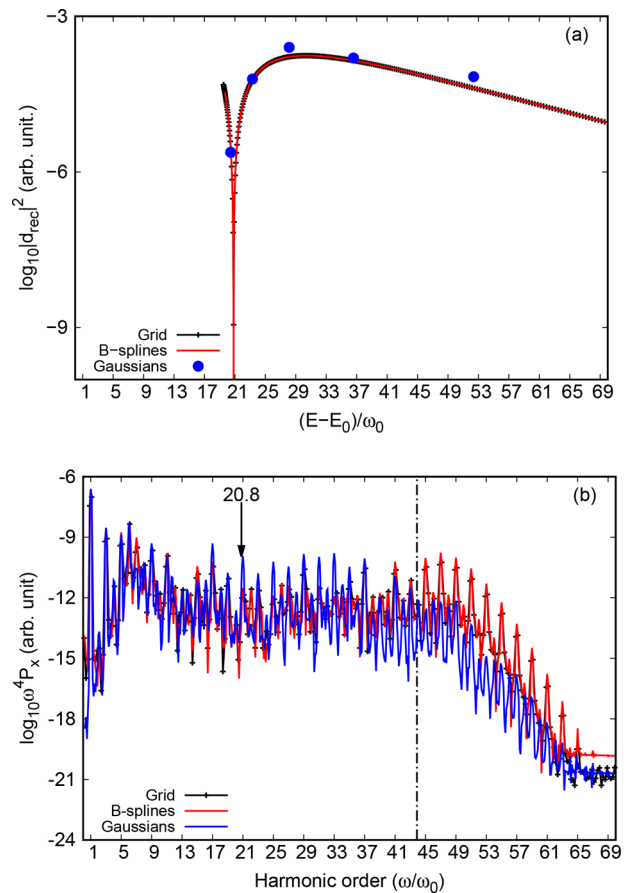 (a)
-3
-6
-9
log₁₀|d_rec|² (arb. unit.)
Grid
B−splines
Gaussians
1 5 9 13 17 21 25 29 33 37 41 45 49 53 57 61 65 69
(E−E₀)/ω₀
(b)
20.8
-6
-9
-12
-15
-18
-21
-24
log₁₀ω⁴Pₓ (arb. unit)
Grid
B-splines
Gaussians
1 5 9 13 17 21 25 29 33 37 41 45 49 53 57 61 65 69
Harmonic order (ω/ω₀)